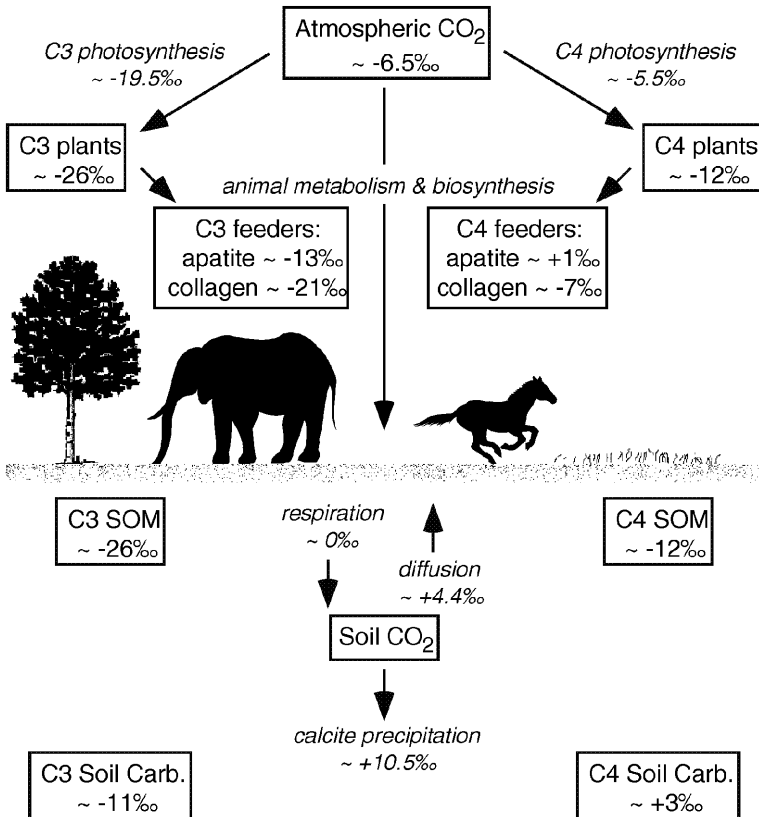 Atmospheric CO2
~ -6.5‰
C3 photosynthesis
~ -19.5‰
C4 photosynthesis
~ -5.5‰
C3 plants
~ -26‰
C4 plants
~ -12‰
animal metabolism & biosynthesis
C3 feeders:
apatite ~ -13‰
collagen ~ -21‰
C4 feeders:
apatite ~ +1‰
collagen ~ -7‰
C3 SOM
~ -26‰
respiration
~ 0‰
diffusion
~ +4.4‰
C4 SOM
~ -12‰
Soil CO2
calcite precipitation
~ +10.5‰
C3 Soil Carb.
~ -11‰
C4 Soil Carb.
~ +3‰